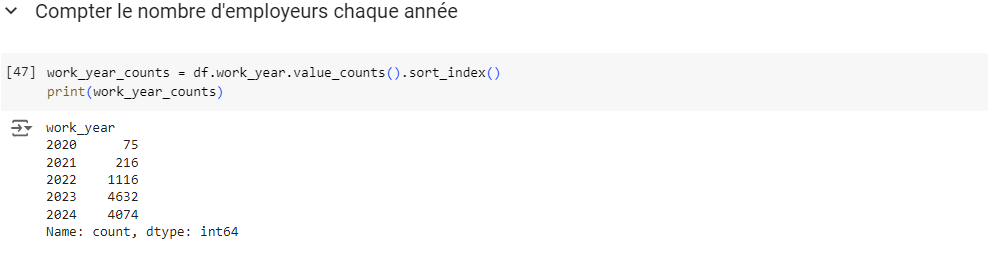 Compter le nombre d'employeurs chaque année
[47] work_year_counts = df.work_year.value_counts().sort_index()
print(work_year_counts)
work_year
2020 75
2021 216
2022 1116
2023 4632
2024 4074
Name: count, dtype: int64